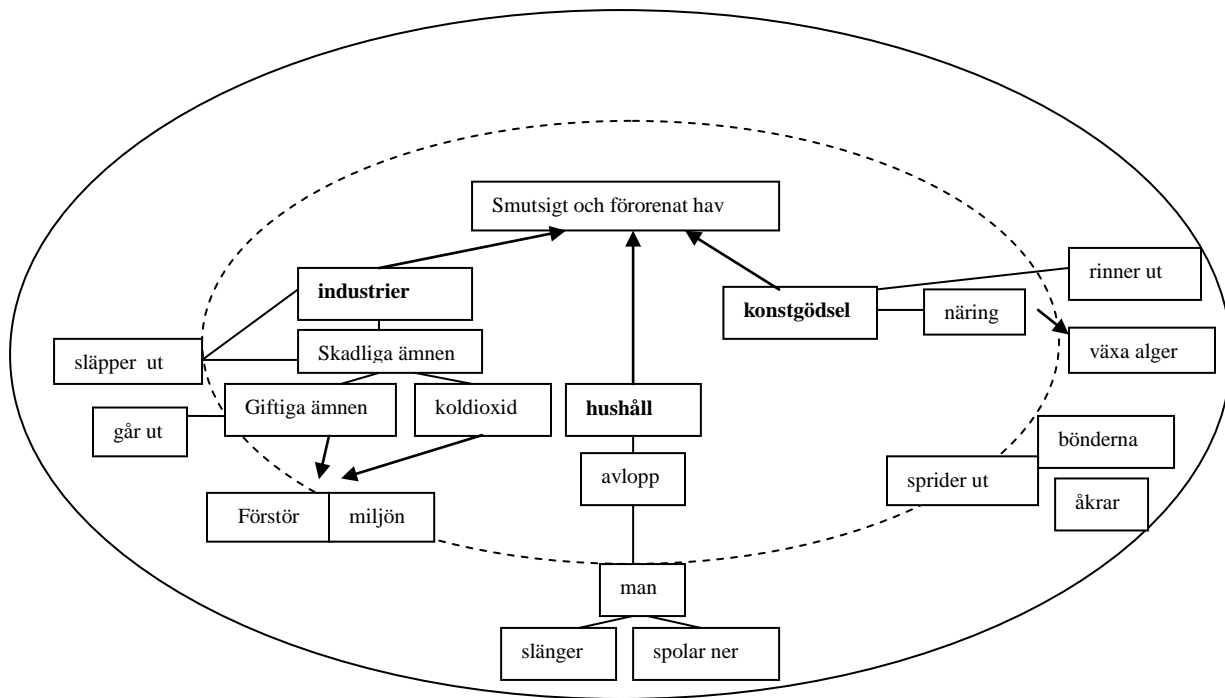 Smutsigt och förorenat hav
industrier
rinner ut
konstgödsel
näring
släpper  ut
Skadliga ämnen
växa alger
Giftiga ämnen
koldioxid
hushåll
går ut
bönderna
avlopp
sprider ut
åkrar
Förstör
miljön
man
slänger
spolar ner